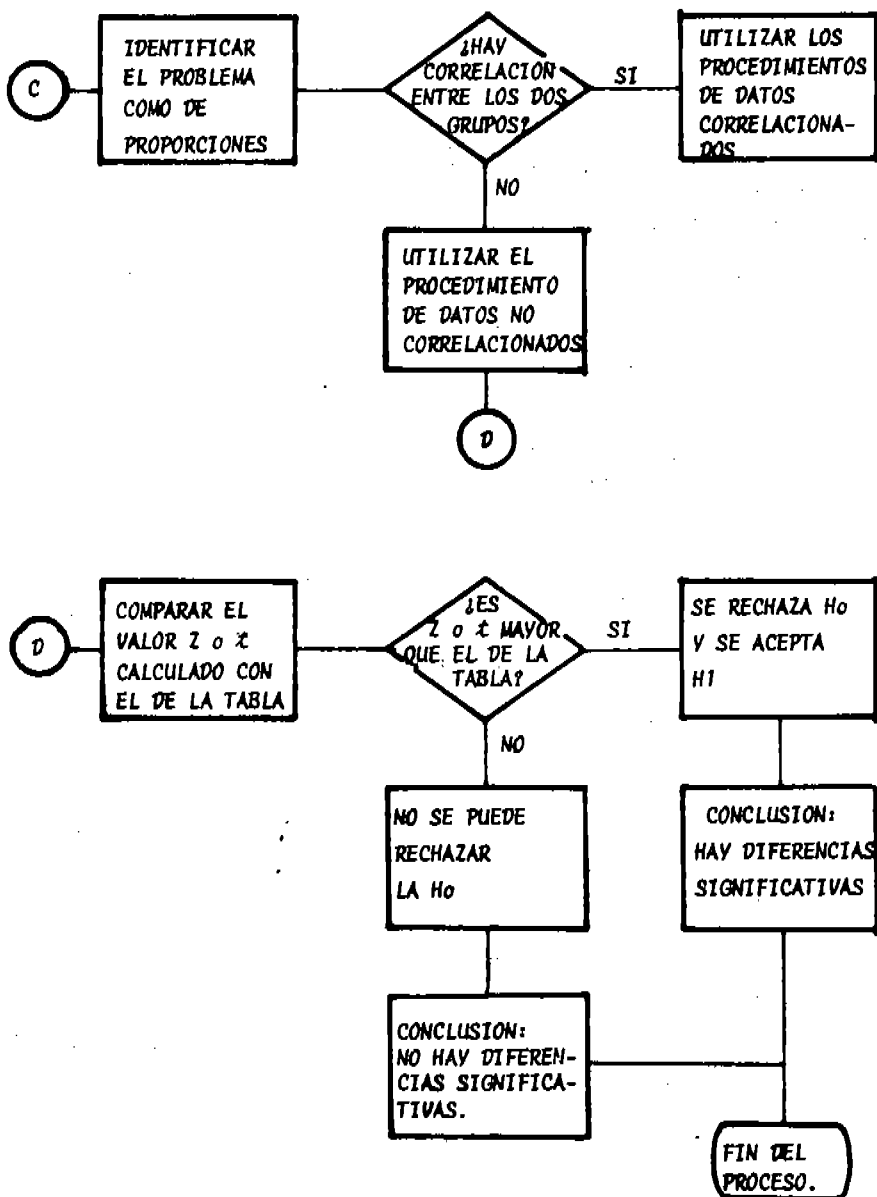 C
IDENTIFICAR
EL PROBLEMA
COMO DE
PROPORCIONES
¿HAY
CORRELACION
ENTRE LOS DOS
GRUPOS?
SI
UTILIZAR LOS
PROCEDIMIENTOS
DE DATOS
CORRELACIONA-
DOS
NO
UTILIZAR EL
PROCEDIMIENTO
DE DATOS NO
CORRELACIONADOS
D
D
COMPARAR EL
VALOR Z o t
CALCULADO CON
EL DE LA TABLA
¿ES
Z o t MAYOR
QUE EL DE LA
TABLA?
SI
SE RECHAZA Ho
Y SE ACEPTA
H1
NO
NO SE PUEDE
RECHAZAR
LA Ho
CONCLUSION:
HAY DIFERENCIAS
SIGNIFICATIVAS
CONCLUSION:
NO HAY DIFEREN-
CIAS SIGNIFICA-
TIVAS.
FIN DEL
PROCESO.